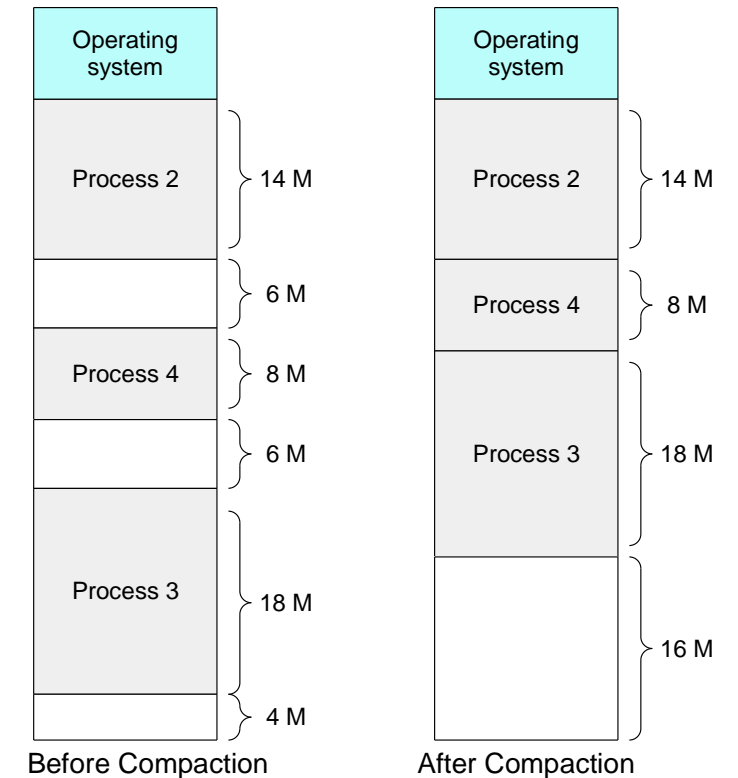 Operating
system
Process 2
14 M
6 M
Process 4
8 M
6 M
Process 3
18 M
4 M
Before Compaction
Operating
system
Process 2
14 M
Process 4
8 M
Process 3
18 M
16 M
After Compaction